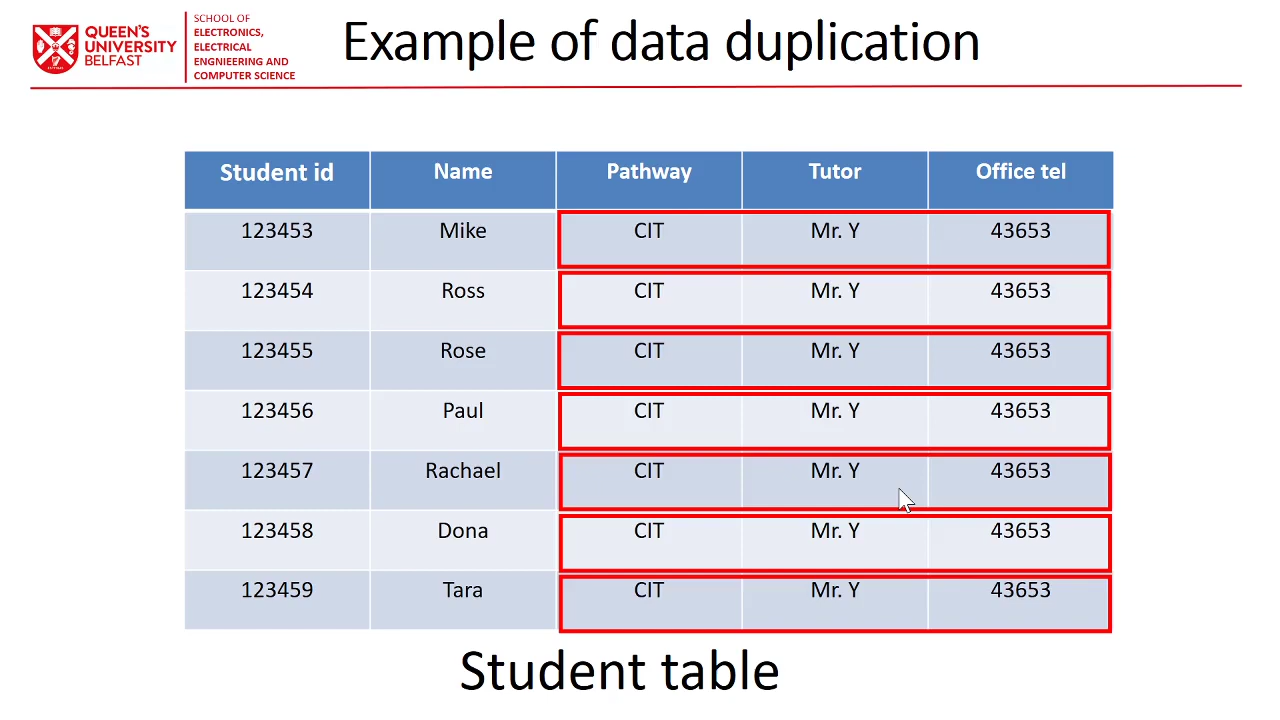 QUEEN'S
UNIVERSITY
BELFAST
SCHOOL OF
ELECTRONICS,
ELECTRICAL
ENGNIEERING AND
COMPUTER SCIENCE
Example of data duplication
Student id Name Pathway Tutor Office tel
123453 Mike CIT Mr. Y 43653
123454 Ross CIT Mr. Y 43653
123455 Rose CIT Mr. Y 43653
123456 Paul CIT Mr. Y 43653
123457 Rachael CIT Mr. Y 43653
123458 Dona CIT Mr. Y 43653
123459 Tara CIT Mr. Y 43653
Student table